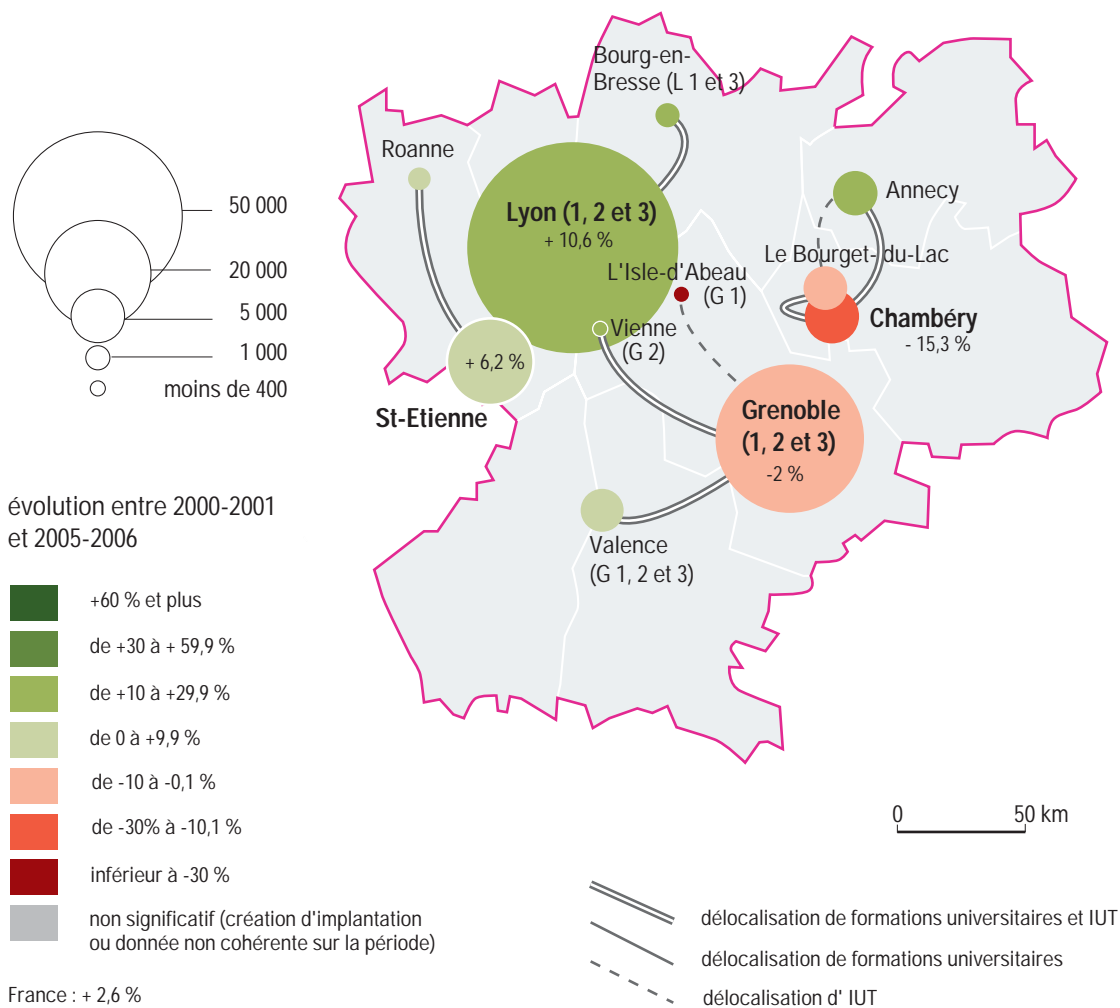 50 000
20 000
5 000
1 000
moins de 400
Bourg-en-
Bresse (L 1 et 3)
Roanne
Annecy
Lyon (1, 2 et 3)
+ 10,6 %
Le Bourget- du-Lac
L'Isle-d'Abeau
(G 1)
Chambéry
- 15,3 %
Vienne
(G 2)
+ 6,2 %
St-Etienne
Grenoble
(1, 2 et 3)
-2 %
Valence
(G 1, 2 et 3)
évolution entre 2000-2001
et 2005-2006
+60 % et plus
de +30 à + 59,9 %
de +10 à +29,9 %
de 0 à +9,9 %
de -10 à -0,1 %
de -30% à -10,1 %
inférieur à -30 %
non significatif (création d'implantation
ou donnée non cohérente sur la période)
France : + 2,6 %
0 50 km
délocalisation de formations universitaires et IUT
délocalisation de formations universitaires
délocalisation d' IUT